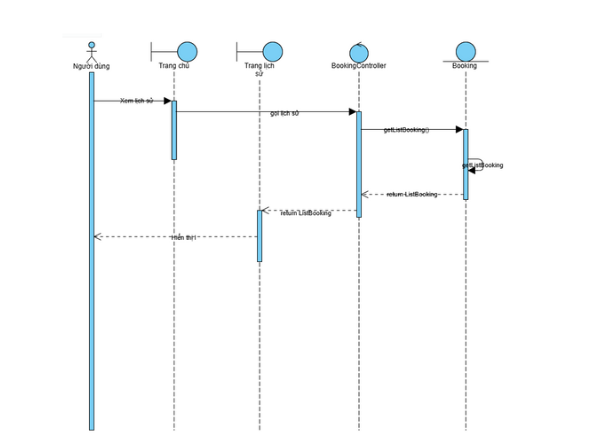 Người dùng
Trang chủ
Trang lịch
sử
BookingController
Booking
Xem lịch sử
gọi lịch sử
getListBooking()
getListBooking
return ListBooking
return ListBooking
Hiển thị